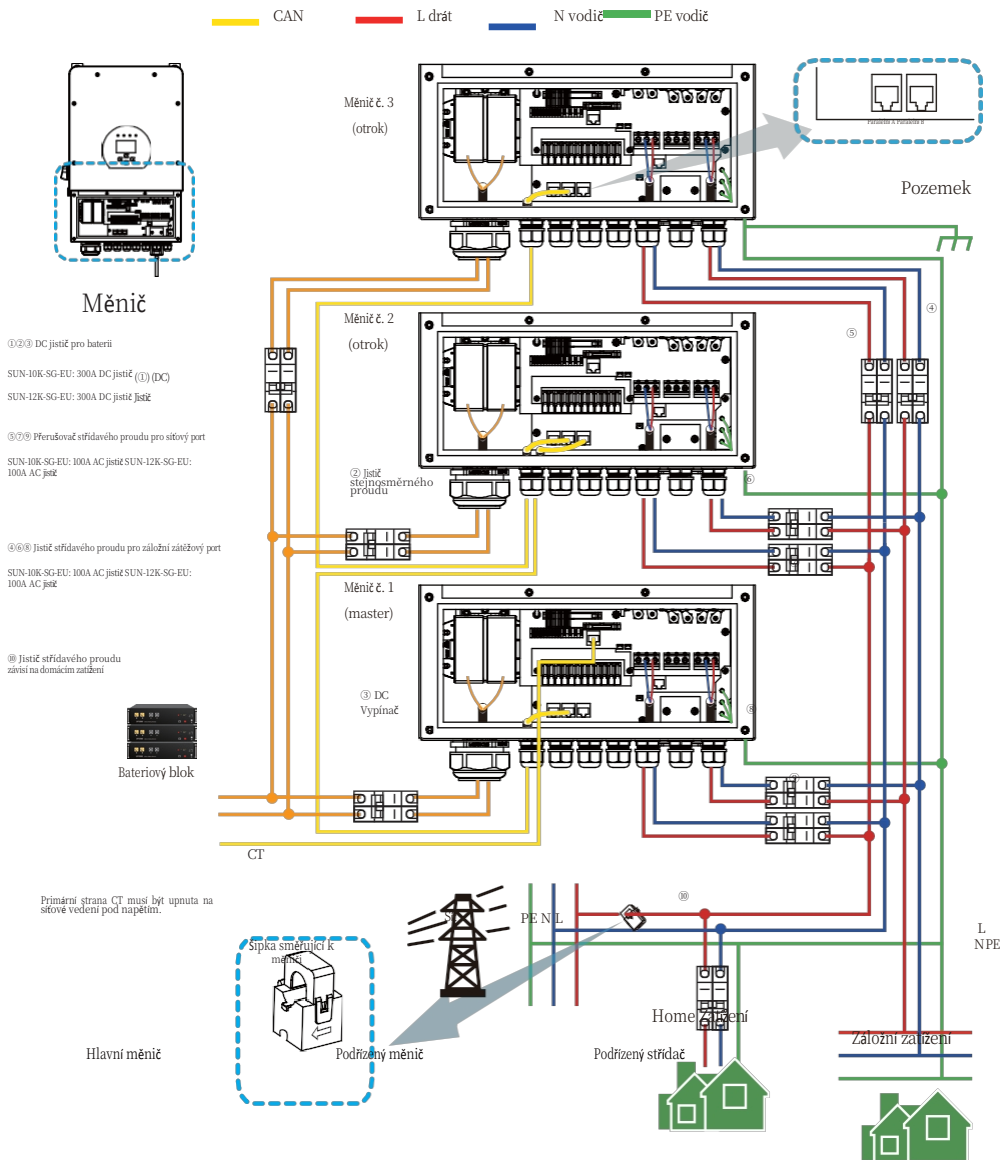 CAN
L drát
N vodič
PE vodič
Měnič č. 3
(otrok)
Paralelní A Paralelní B
Pozemek
Měnič
①②③ DC jistič pro baterii
SUN-10K-SG-EU: 300A DC jistič (①) (DC)
SUN-12K-SG-EU: 300A DC jistič Jistič
⑤⑦⑨ Přerušovač střídavého proudu pro síťový port
SUN-10K-SG-EU: 100A AC jistič SUN-12K-SG-EU:
100A AC jistič
④⑥⑧ Jistič střídavého proudu pro záložní zátěžový port
SUN-10K-SG-EU: 100A AC jistič SUN-12K-SG-EU:
100A AC jistič
⑩ Jistič střídavého proudu
závisí na domácím zatížení
Měnič č. 2
(otrok)
④
⑤
② Jistič
stejnosměrného
proudu
⑥
Měnič č. 1
(master)
③ DC
Vypínač
⑧
Bateriový blok
CT
Primární strana CT musí být upnuta na
síťové vedení pod napětím.
Šipka směřující k
měniči
PE N L
⑩
L
N PE
Home Zatížení
Záložní zatížení
Hlavní měnič
Podřízený měnič
Podřízený střídač